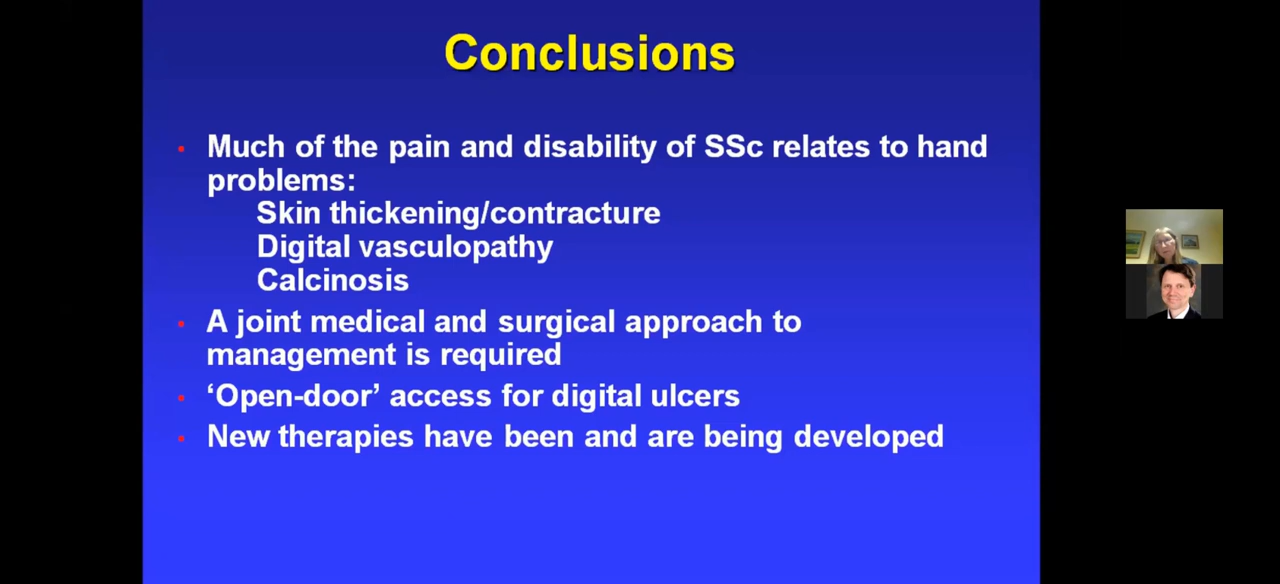 Conclusions
• Much of the pain and disability of SSc relates to hand
problems:
Skin thickening/contracture
Digital vasculopathy
Calcinosis
• A joint medical and surgical approach to
management is required
• ‘Open-door’ access for digital ulcers
• New therapies have been and are being developed